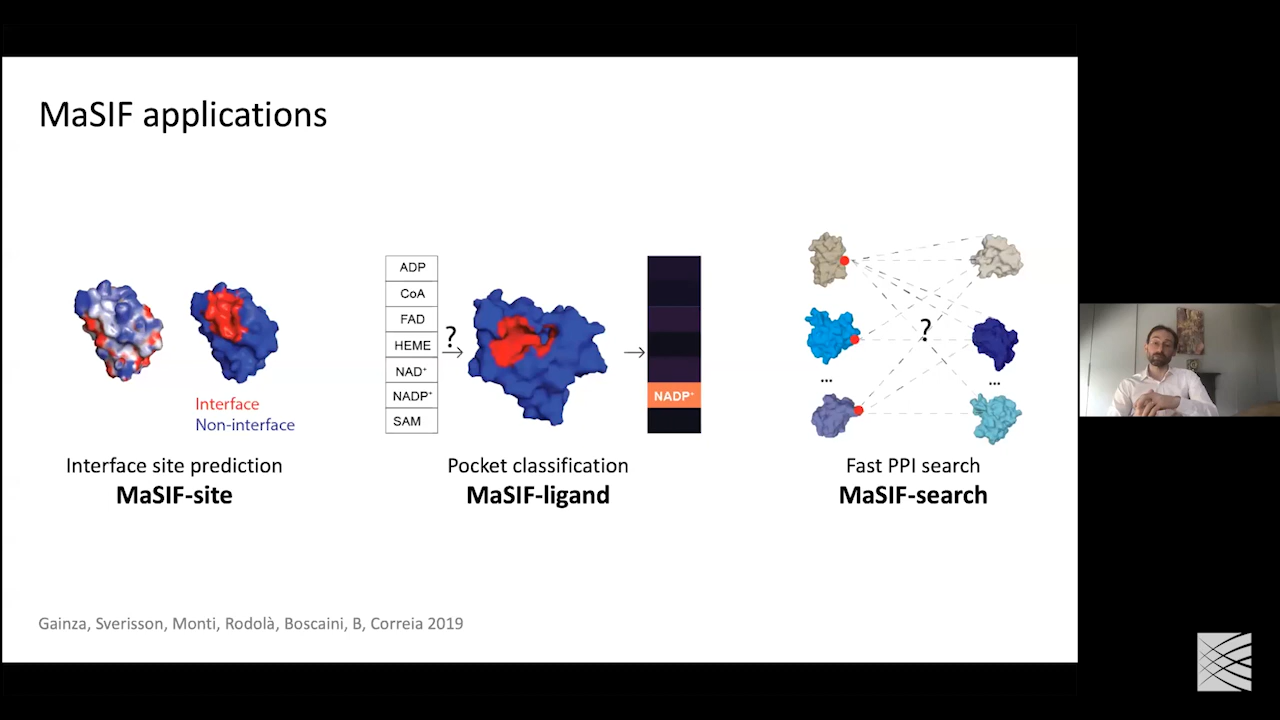 MaSIF applications
Interface
Non-interface
Interface site prediction
MaSIF-site
ADP
CoA
FAD
HEME
NAD⁺
NADP⁺
SAM
?
NADP⁺
Pocket classification
MaSIF-ligand
?
...
...
Fast PPI search
MaSIF-search
Gainza, Sverisson, Monti, Rodolà, Boscaini, B, Correia 2019